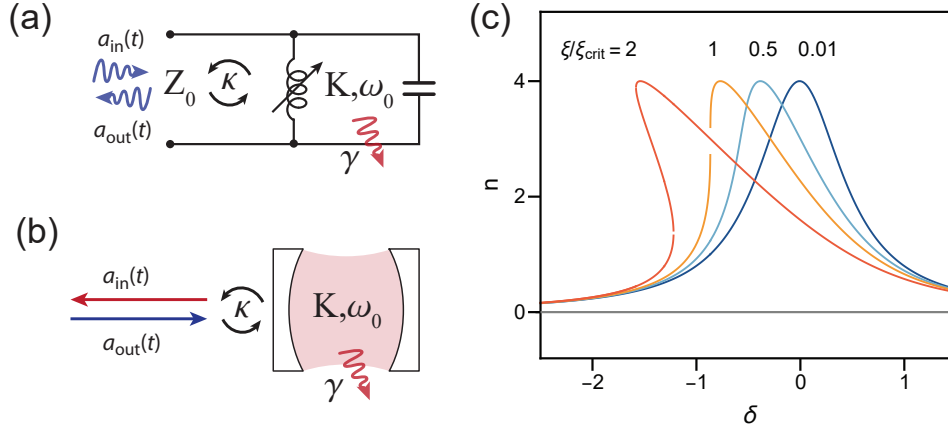 (a)
a_in(t)
Z_0
κ
K,ω_0
a_out(t)
γ
(b)
a_in(t)
κ
K,ω_0
a_out(t)
γ
(c)
ξ/ξ_crit = 2 1 0.5 0.01
4
n
2
0
−2 −1 0 1
δ